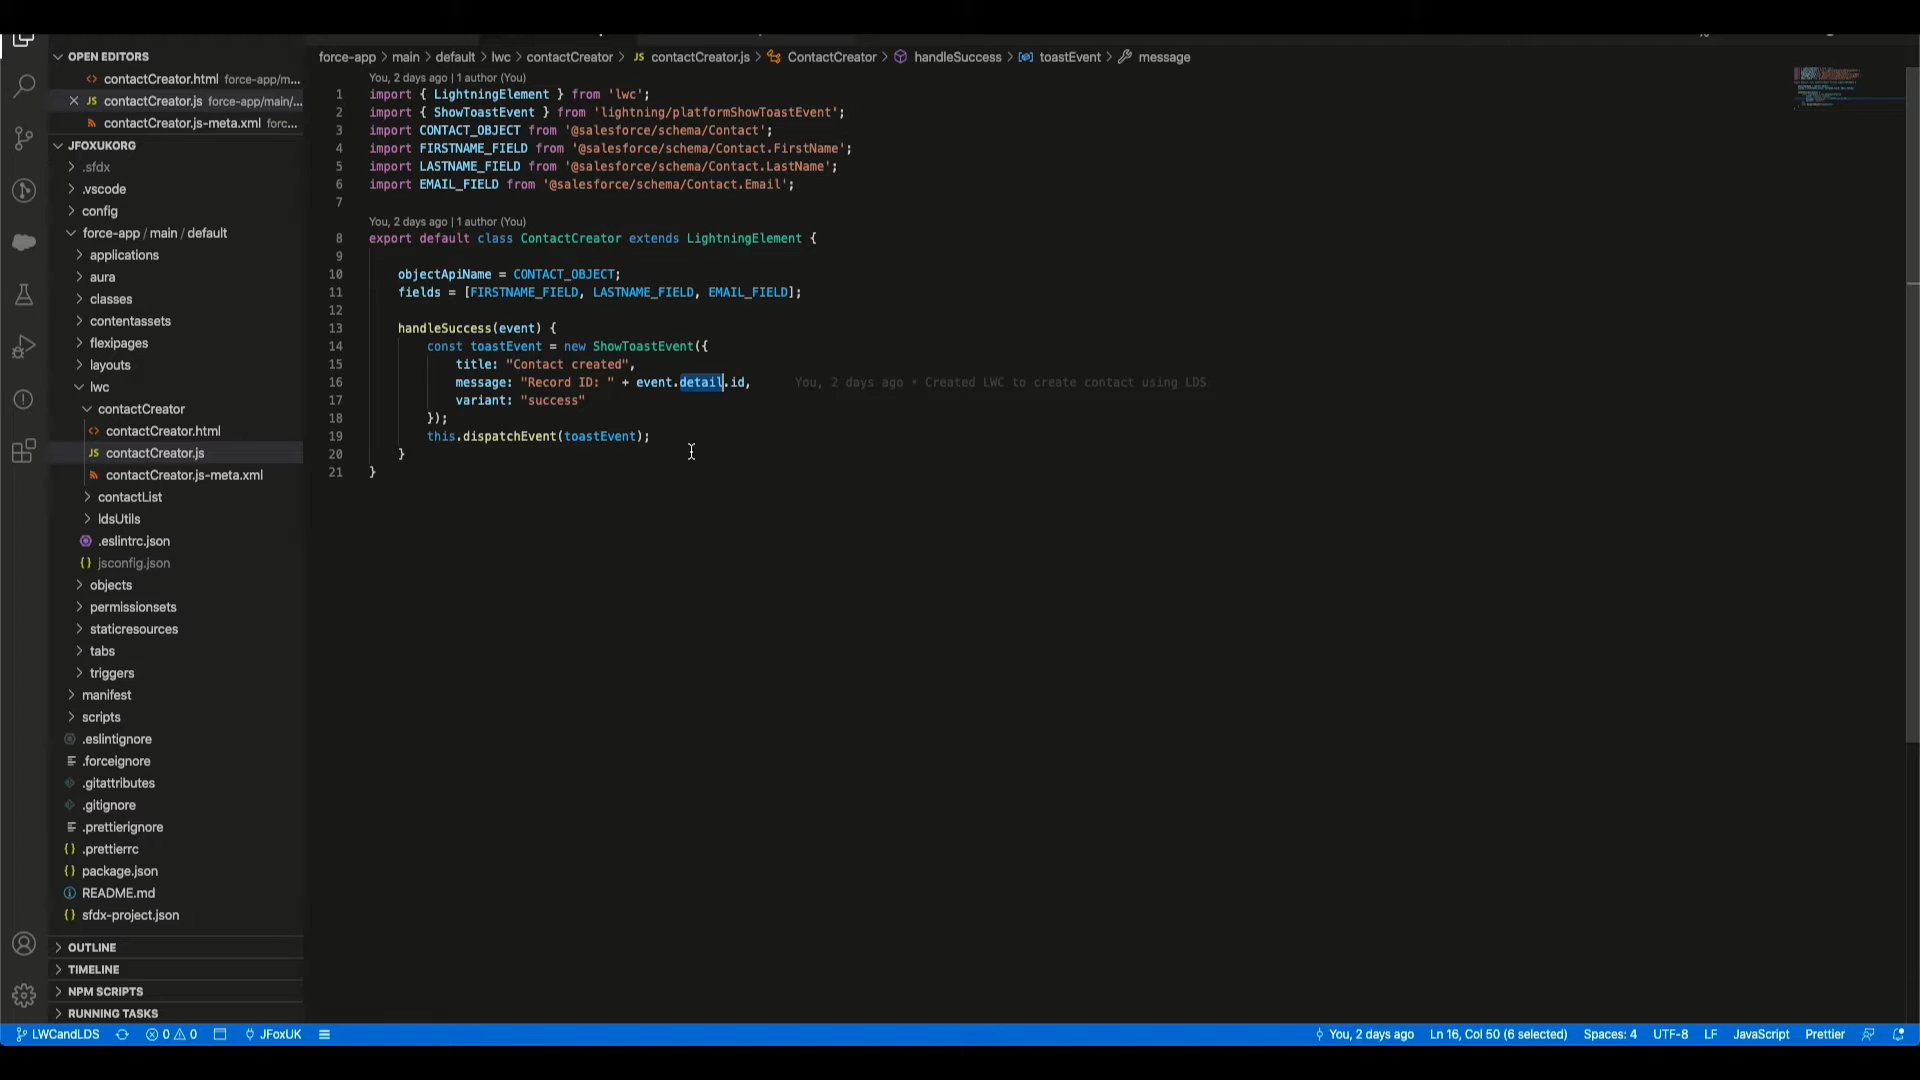 OPEN EDITORS
contactCreator.html force-app/m...
JS contactCreator.js force-app/main/...
contactCreator.js-meta.xml forc...
JFOXUKORG
.sfdx
.vscode
config
force-app / main / default
applications
aura
classes
contentassets
flexipages
layouts
lwc
contactCreator
contactCreator.html
JS contactCreator.js
contactCreator.js-meta.xml
contactList
ldsUtils
.eslintrc.json
jsconfig.json
objects
permissionsets
staticresources
tabs
triggers
manifest
scripts
.eslintignore
.forceignore
.gitattributes
.gitignore
.prettierignore
.prettierrc
package.json
README.md
sfdx-project.json
OUTLINE
TIMELINE
NPM SCRIPTS
RUNNING TASKS
force-app > main > default > lwc > contactCreator > JS contactCreator.js > ContactCreator > handleSuccess > toastEvent > message
You, 2 days ago | 1 author (You)
1 import { LightningElement } from 'lwc';
2 import { ShowToastEvent } from 'lightning/platformShowToastEvent';
3 import CONTACT_OBJECT from '@salesforce/schema/Contact';
4 import FIRSTNAME_FIELD from '@salesforce/schema/Contact.FirstName';
5 import LASTNAME_FIELD from '@salesforce/schema/Contact.LastName';
6 import EMAIL_FIELD from '@salesforce/schema/Contact.Email';
7
You, 2 days ago | 1 author (You)
8 export default class ContactCreator extends LightningElement {
9
10 objectApiName = CONTACT_OBJECT;
11 fields = [FIRSTNAME_FIELD, LASTNAME_FIELD, EMAIL_FIELD];
12
13 handleSuccess(event) {
14 const toastEvent = new ShowToastEvent({
15 title: "Contact created",
16 message: "Record ID: " + event.detail.id, You, 2 days ago • Created LWC to create contact using LDS
17 variant: "success"
18 });
19 this.dispatchEvent(toastEvent);
20 }
21 }
LWCandLDS 0 0 JFoxUK You, 2 days ago Ln 16, Col 50 (6 selected) Spaces: 4 UTF-8 LF JavaScript Prettier